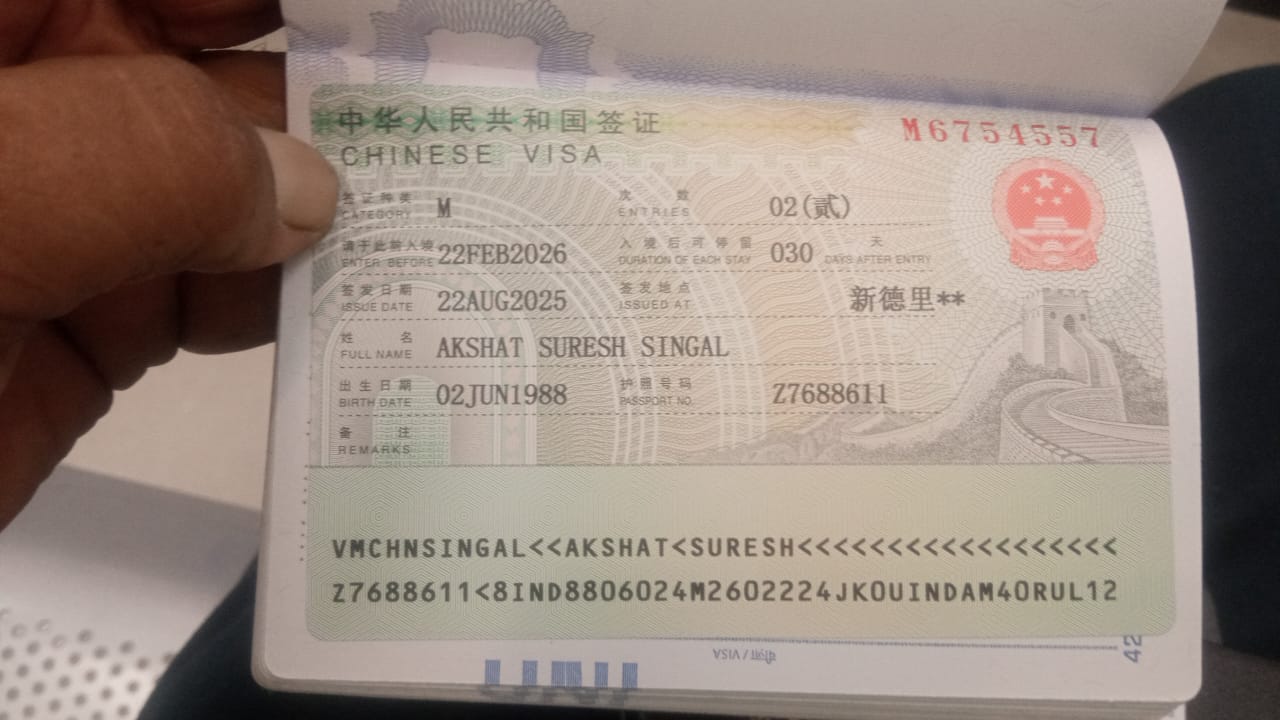 中华人民共和国签证
CHINESE VISA
M6754557
签证种类 CATEGORY M 次数 ENTRIES 02(贰)
请于此前入境 ENTER BEFORE 22FEB2026 入境后可停留 DURATION OF EACH STAY 030 天 DAYS AFTER ENTRY
签发日期 ISSUE DATE 22AUG2025 签发地点 ISSUED AT 新德里**
姓名 FULL NAME AKSHAT SURESH SINGAL
出生日期 BIRTH DATE 02JUN1988 护照号码 PASSPORT NO. Z7688611
备注 REMARKS
VMCHNSINGAL<<AKSHAT<SURESH<<<<<<<<<<<<<<<<<<
Z7688611<8IND8806024M2602224JK0UINDAM40RUL12
वीज़ा / VISA
42